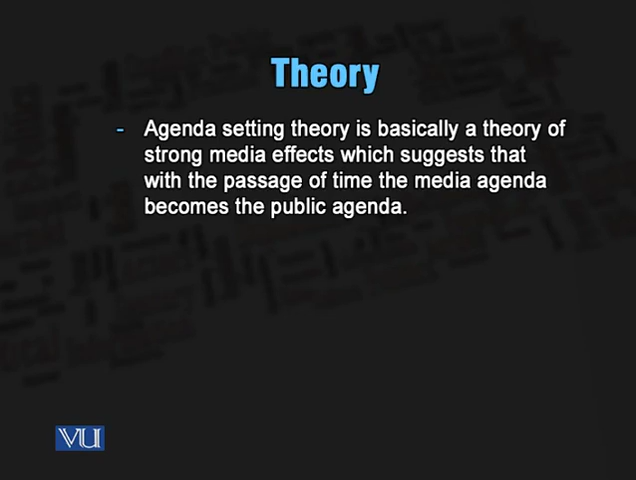 Theory
- Agenda setting theory is basically a theory of
strong media effects which suggests that
with the passage of time the media agenda
becomes the public agenda.
VU